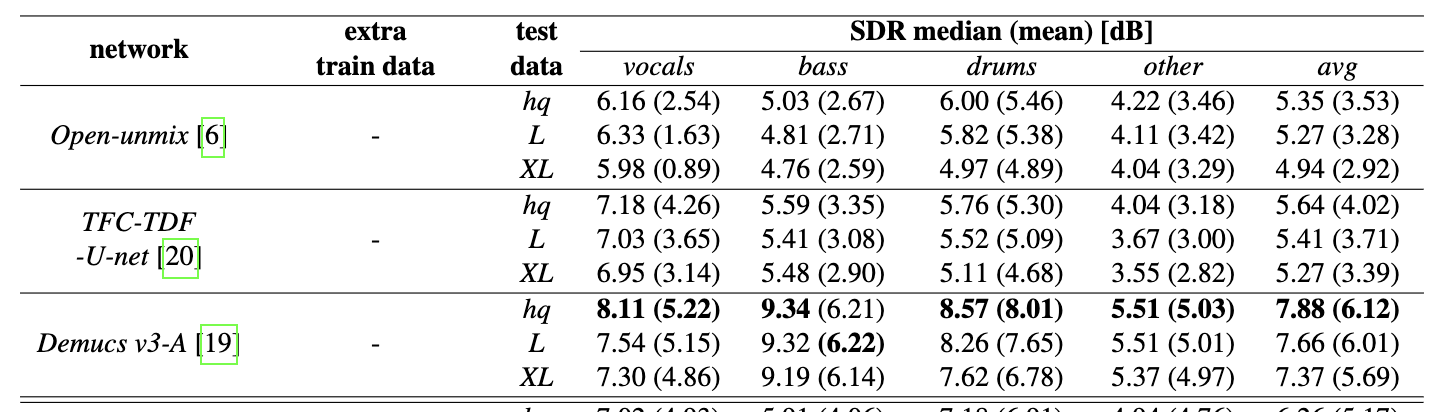 network extra train data test data SDR median (mean) [dB]
vocals bass drums other avg
hq 6.16 (2.54) 5.03 (2.67) 6.00 (5.46) 4.22 (3.46) 5.35 (3.53)
Open-unmix [6] - L 6.33 (1.63) 4.81 (2.71) 5.82 (5.38) 4.11 (3.42) 5.27 (3.28)
XL 5.98 (0.89) 4.76 (2.59) 4.97 (4.89) 4.04 (3.29) 4.94 (2.92)
hq 7.18 (4.26) 5.59 (3.35) 5.76 (5.30) 4.04 (3.18) 5.64 (4.02)
TFC-TDF
-U-net [20] - L 7.03 (3.65) 5.41 (3.08) 5.52 (5.09) 3.67 (3.00) 5.41 (3.71)
XL 6.95 (3.14) 5.48 (2.90) 5.11 (4.68) 3.55 (2.82) 5.27 (3.39)
hq 8.11 (5.22) 9.34 (6.21) 8.57 (8.01) 5.51 (5.03) 7.88 (6.12)
Demucs v3-A [19] - L 7.54 (5.15) 9.32 (6.22) 8.26 (7.65) 5.51 (5.01) 7.66 (6.01)
XL 7.30 (4.86) 9.19 (6.14) 7.62 (6.78) 5.37 (4.97) 7.37 (5.69)